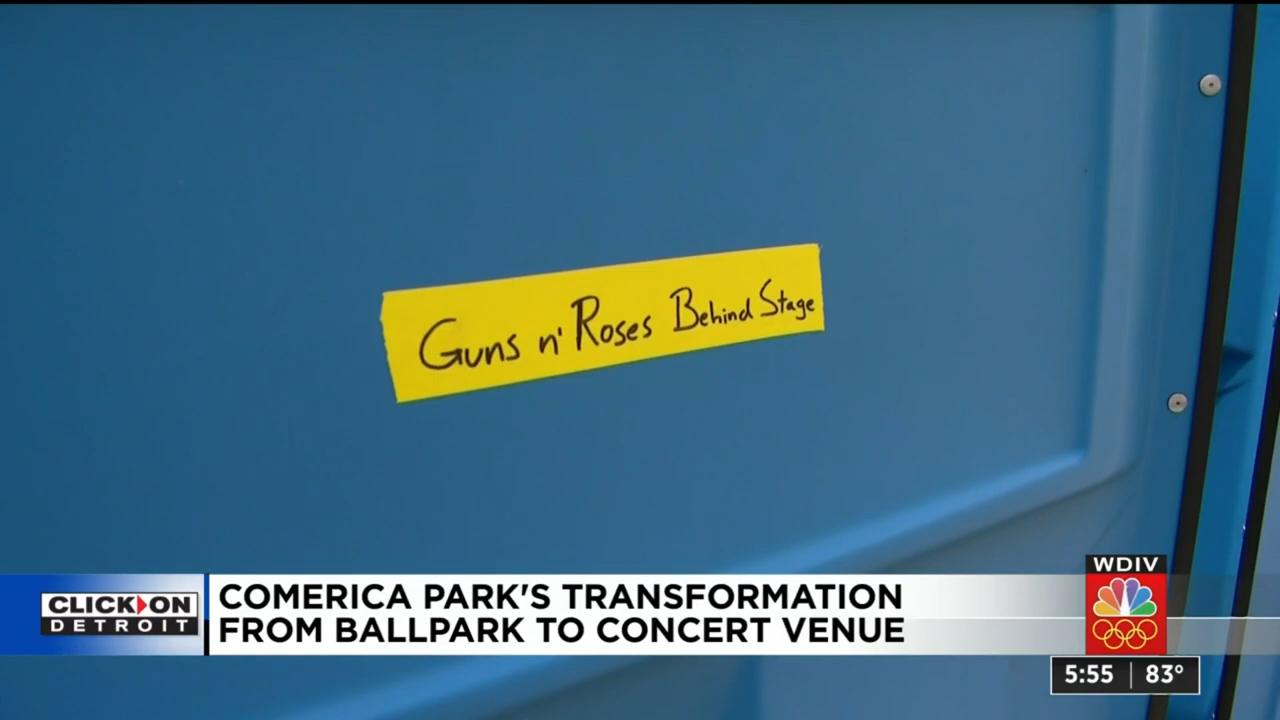 Guns n' Roses Behind Stage
CLICK ON
DETROIT
COMERICA PARK'S TRANSFORMATION
FROM BALLPARK TO CONCERT VENUE
WDIV
5:55 | 83°